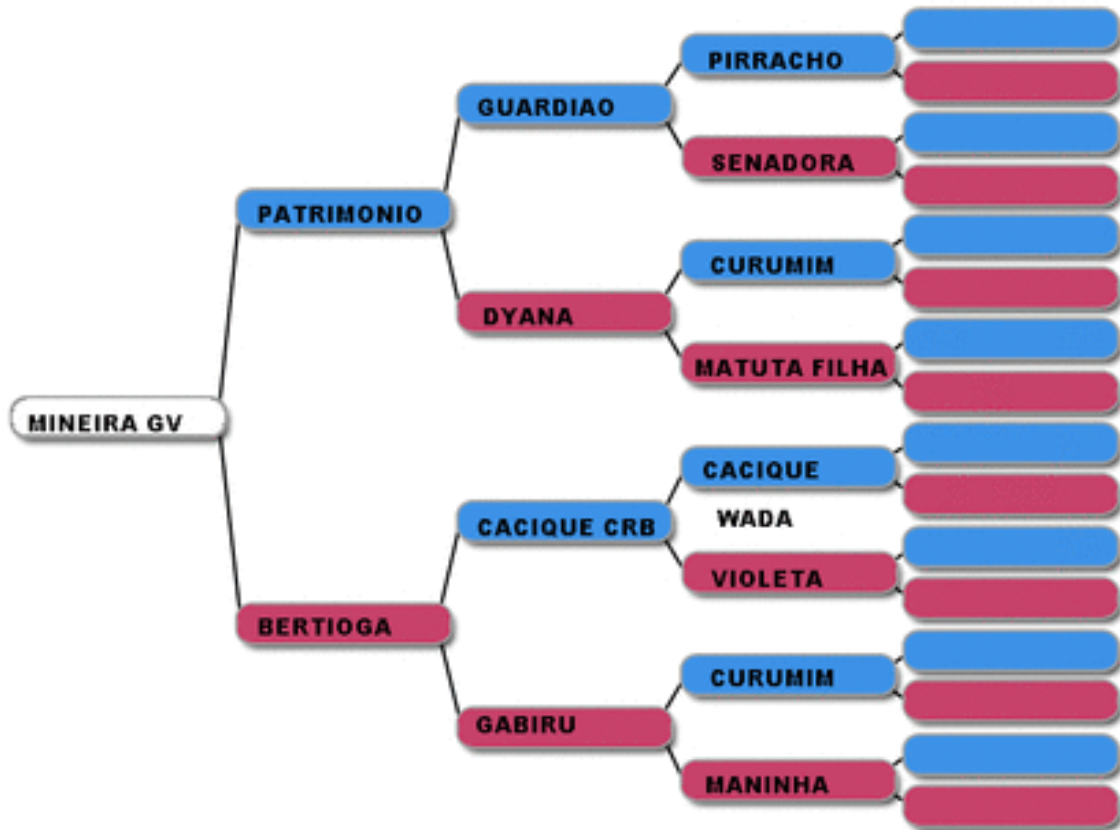 PIRRACHO
GUARDIAO
SENADORA
PATRIMONIO
CURUMIM
DYANA
MATUTA FILHA
MINEIRA GV
CACIQUE
WADA
CACIQUE CRB
VIOLETA
BERTIOGA
CURUMIM
GABIRU
MANINHA